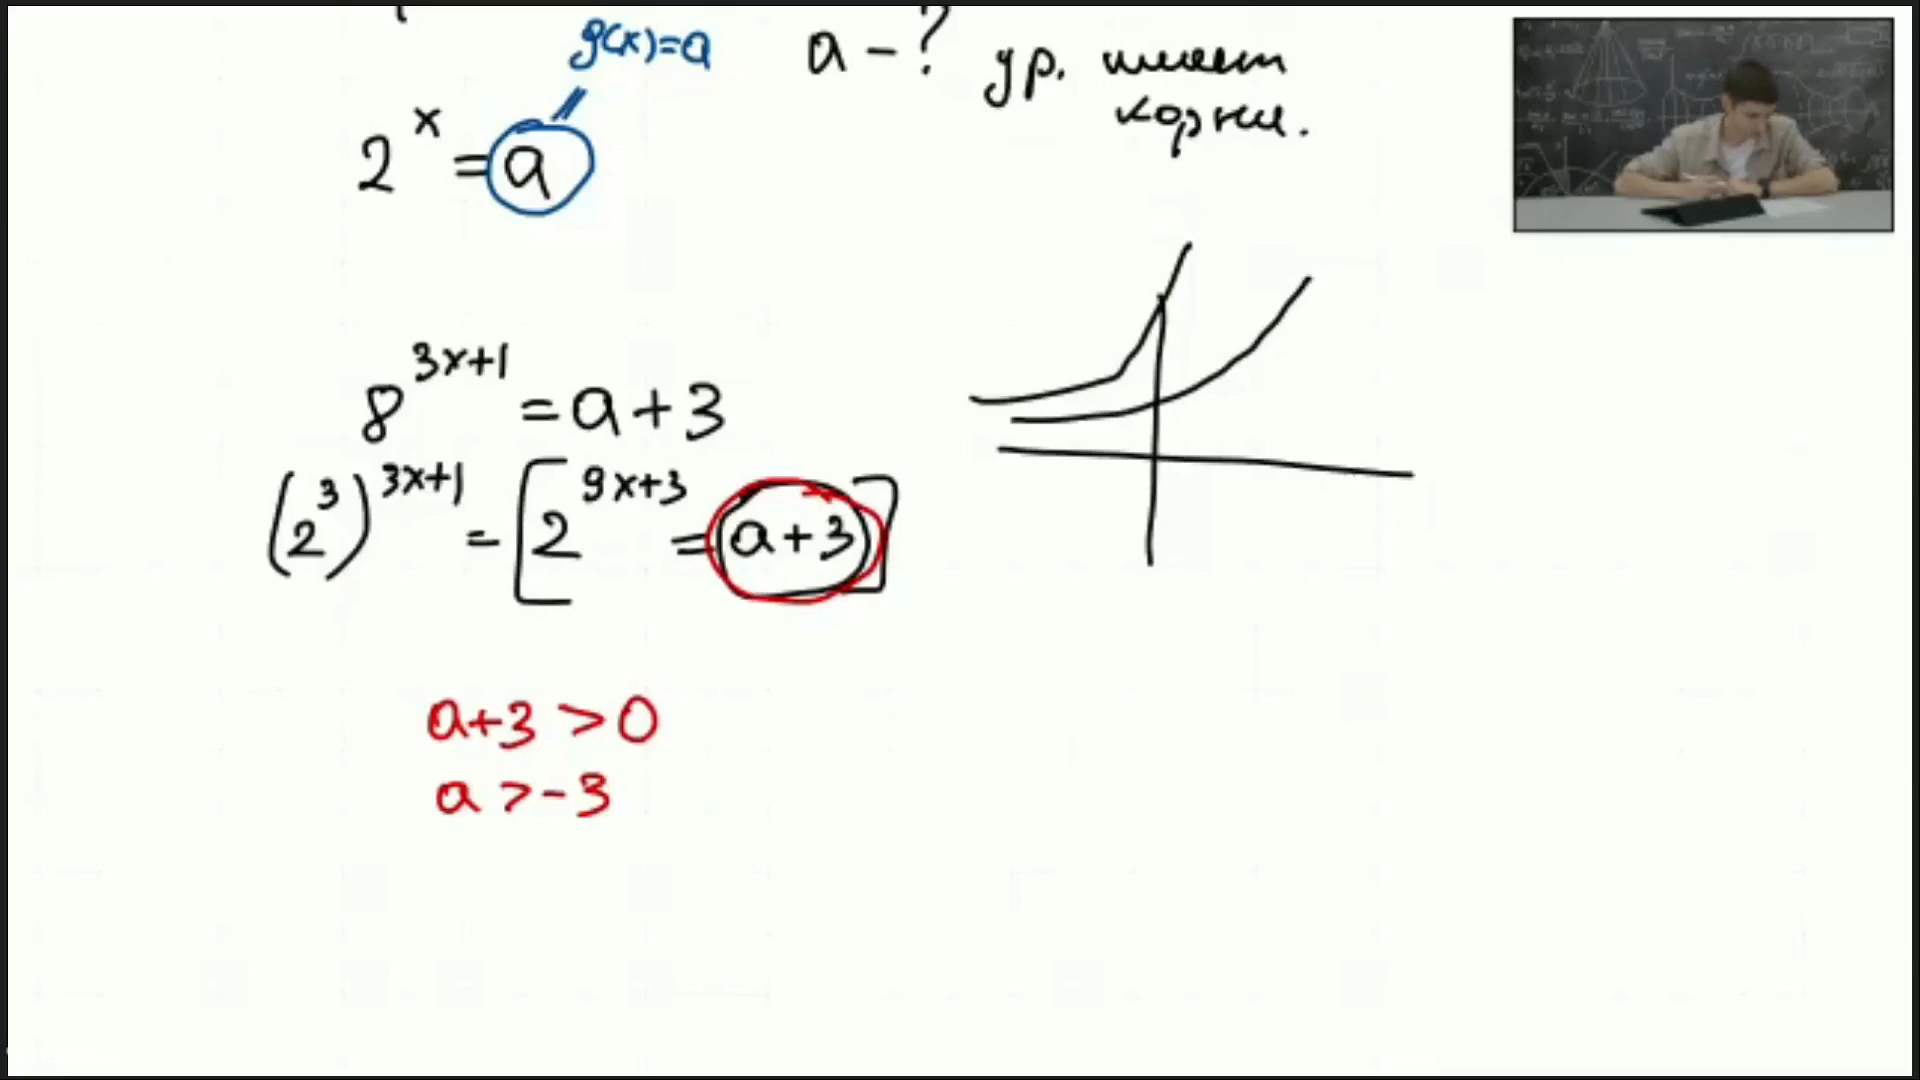 g(x)=a
a - ? ур. имеет
корни.
2^x = a
8^{3x+1} = a+3
(2^3)^{3x+1} = [2^{9x+3} = (a+3)]
a+3 > 0
a > -3